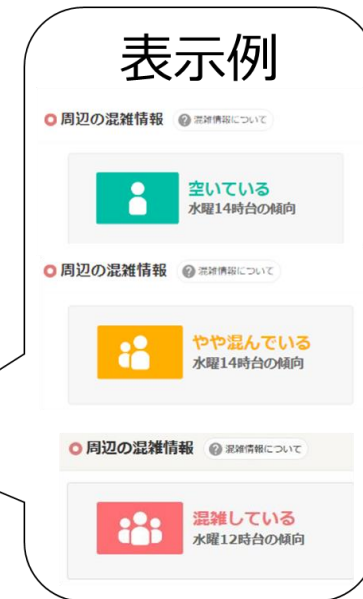 表示例
周辺の混雑情報 ?混雑情報について
空いている
水曜14時台の傾向
周辺の混雑情報 ?混雑情報について
やや混んでいる
水曜14時台の傾向
周辺の混雑情報 ?混雑情報について
混雑している
水曜12時台の傾向